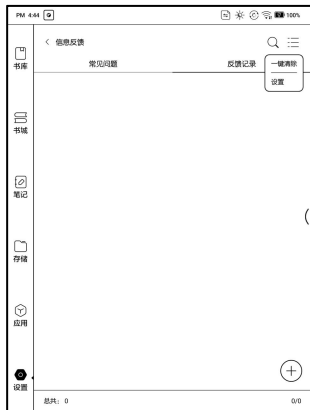 PM 4:44 100%
信息反馈
常见问题 反馈记录
一键清除
设置
书库
书城
笔记
存储
应用
设置
总共: 0 0/0